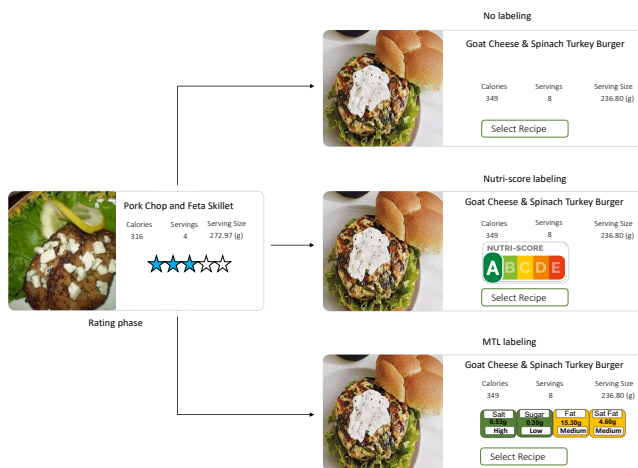 No labeling
Goat Cheese & Spinach Turkey Burger
Calories Servings Serving Size
349 8 236.80 (g)
Select Recipe
Pork Chop and Feta Skillet
Calories Servings Serving Size
316 4 272.97 (g)
Rating phase
Nutri-score labeling
Goat Cheese & Spinach Turkey Burger
Calories Servings Serving Size
349 8 236.80 (g)
NUTRI-SCORE
A B C D E
Select Recipe
MTL labeling
Goat Cheese & Spinach Turkey Burger
Calories Servings Serving Size
349 8 236.80 (g)
Salt Sugar Fat Sat Fat
0.53g 0.30g 15.30g 4.60g
High Low Medium Medium
Select Recipe